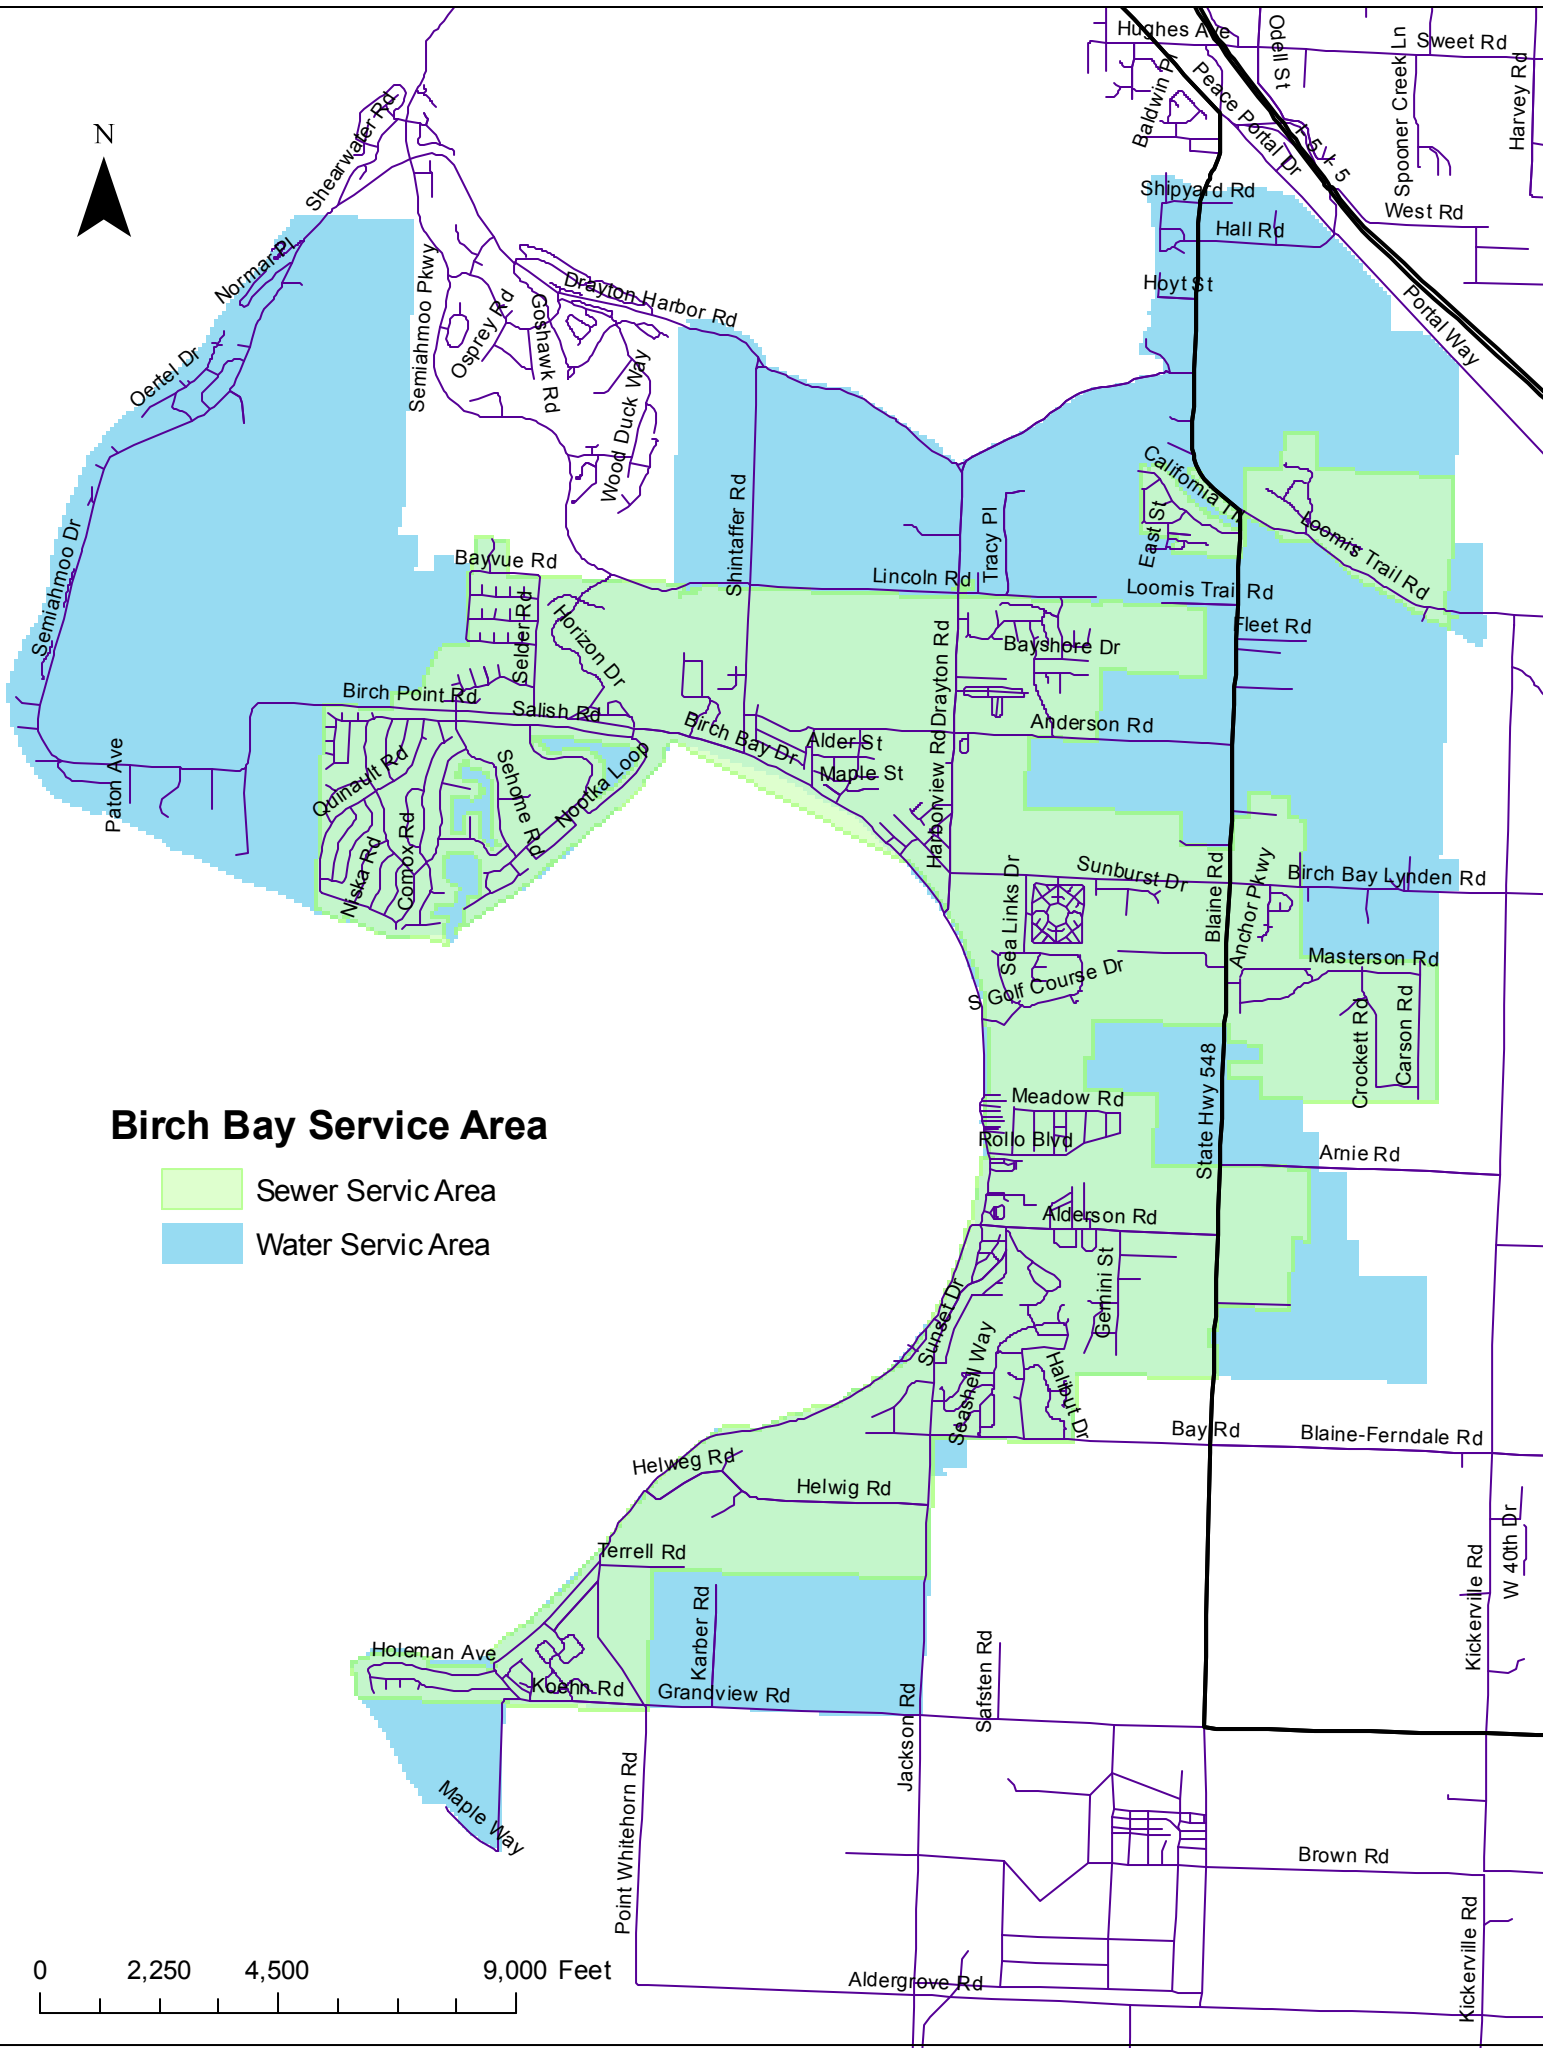 Hughes Ave
Odell St
Spooner Creek Ln
Sweet Rd
Harvey Rd
Baldwin Pl
Peace Portal Dr
I- 5
I- 5
N
Shearwater Rd
Shipyard Rd
West Rd
Hall Rd
Normar Pl
Hoyt St
Portal Way
Semiahmoo Pkwy
Osprey Rd
Goshawk Rd
Drayton Harbor Rd
Wood Duck Way
Oertel Dr
California Trl
East St
Loomis Trail Rd
Shintaffer Rd
Tracy Pl
Semiahmoo Dr
Bayvue Rd
Lincoln Rd
Loomis Trail Rd
Selder Rd
Horizon Dr
Fleet Rd
Bayshore Dr
Drayton Rd
Birch Point Rd
Salish Rd
Birch Bay Dr
Anderson Rd
Alder St
Maple St
Harborview Rd
Paton Ave
Quinault Rd
Sehome Rd
Nootka Loop
Niska Rd
Comox Rd
Sea Links Dr
Sunburst Dr
Blaine Rd
Anchor Pkwy
Birch Bay Lynden Rd
S Golf Course Dr
Masterson Rd
Crockett Rd
Carson Rd
State Hwy 548
Meadow Rd
Rollo Blvd
Arnie Rd
Birch Bay Service Area
Sewer Servic Area
Water Servic Area
Alderson Rd
Gemini St
Sunset Dr
Seashell Way
Halibut Dr
Bay Rd
Blaine-Ferndale Rd
Helweg Rd
Helwig Rd
Terrell Rd
W 40th Dr
Kickerville Rd
Karber Rd
Holeman Ave
Koehn Rd
Grandview Rd
Safsten Rd
Jackson Rd
Maple Way
Point Whitehorn Rd
Brown Rd
Kickerville Rd
Aldergrove Rd
0 2,250 4,500 9,000 Feet